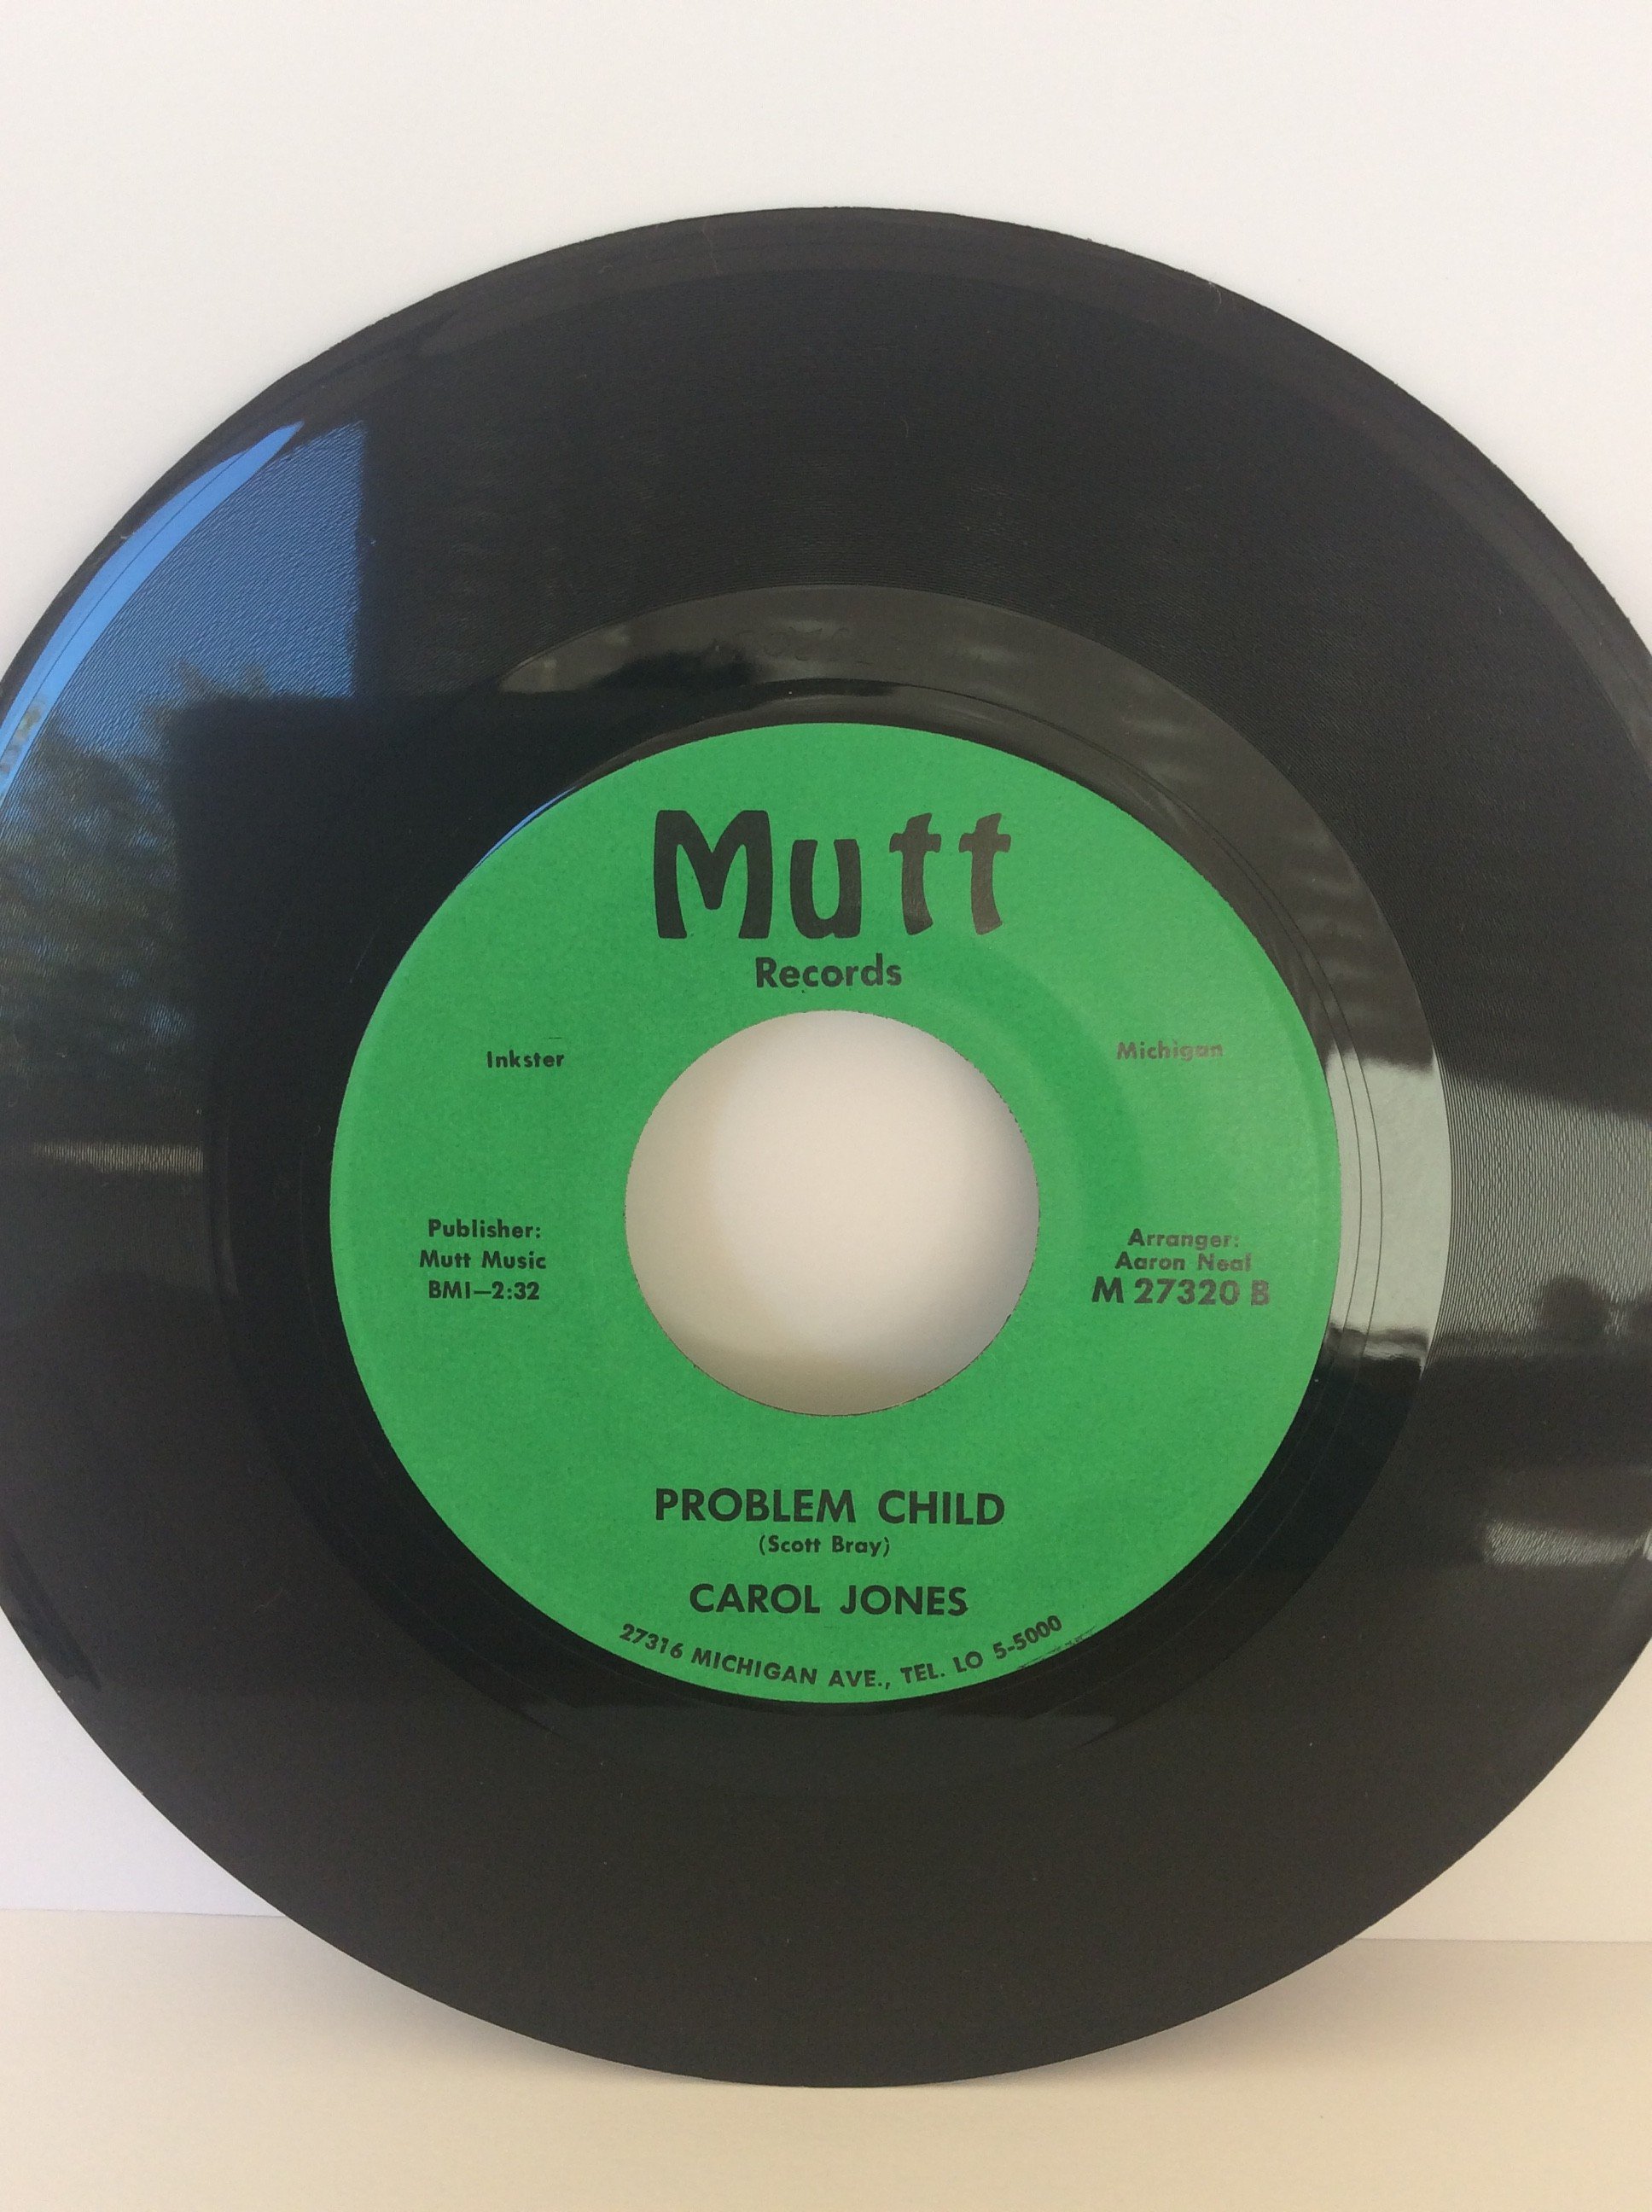 Mutt
Records
Inkster
Michigan
Publisher:
Mutt Music
BMI—2:32
Arranger:
Aaron Neal
M 27320 B
PROBLEM CHILD
(Scott Bray)
CAROL JONES
27316 MICHIGAN AVE., TEL. LO 5-5000